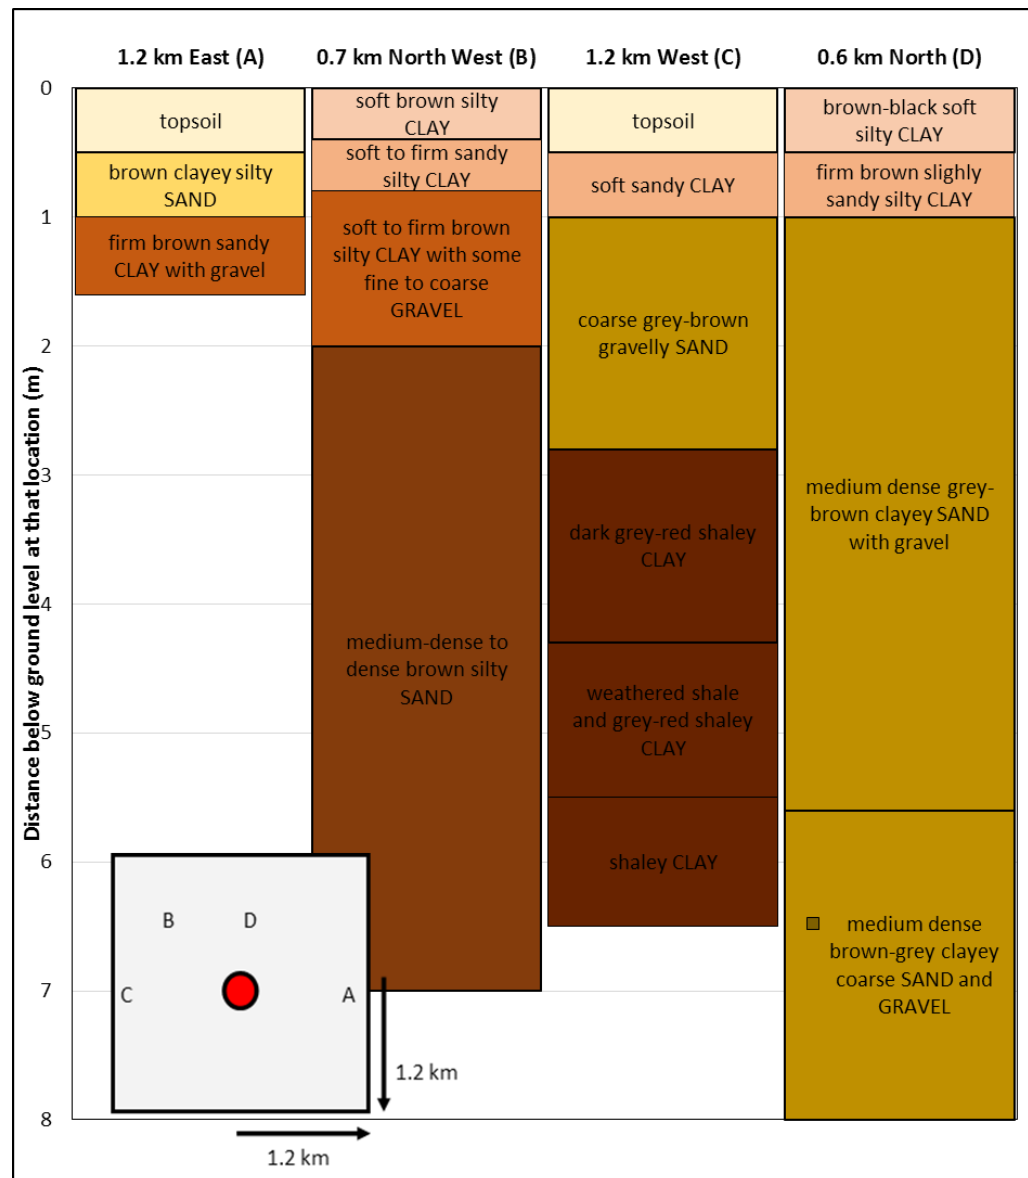 1.2 km East (A)
0.7 km North West (B)
1.2 km West (C)
0.6 km North (D)
Distance below ground level at that location (m)
0
1
2
3
4
5
6
7
8
topsoil
brown clayey silty
SAND
firm brown sandy
CLAY with gravel
soft brown silty
CLAY
soft to firm sandy
silty CLAY
soft to firm brown
silty CLAY with some
fine to coarse
GRAVEL
medium-dense to
dense brown silty
SAND
topsoil
soft sandy CLAY
coarse grey-brown
gravelly SAND
dark grey-red shaley
CLAY
weathered shale
and grey-red shaley
CLAY
shaley CLAY
brown-black soft
silty CLAY
firm brown slighly
sandy silty CLAY
medium dense grey-
brown clayey SAND
with gravel
medium dense
brown-grey clayey
coarse SAND and
GRAVEL
B
D
C
A
1.2 km
1.2 km